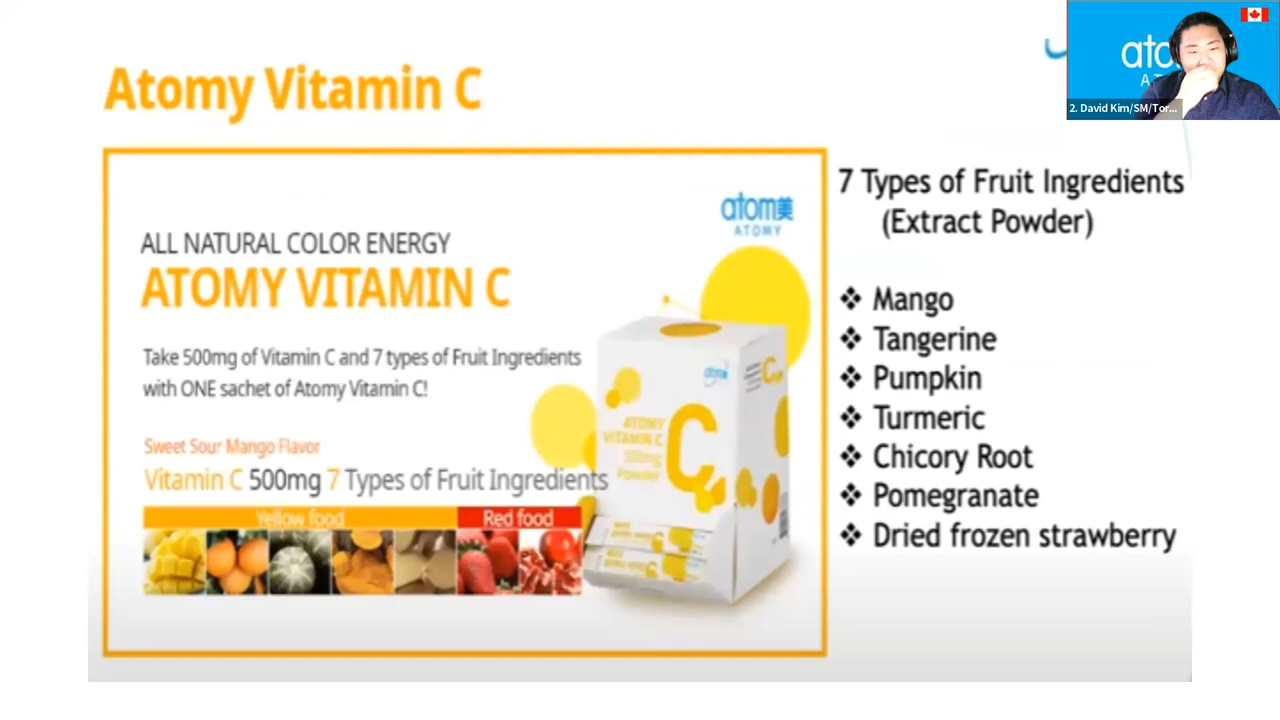 Atomy Vitamin C
2. David Kim/SM/Tor...
7 Types of Fruit Ingredients
(Extract Powder)
❖ Mango
❖ Tangerine
❖ Pumpkin
❖ Turmeric
❖ Chicory Root
❖ Pomegranate
❖ Dried frozen strawberry
atom美
ATOMY
ALL NATURAL COLOR ENERGY
ATOMY VITAMIN C
Take 500mg of Vitamin C and 7 types of Fruit Ingredients
with ONE sachet of Atomy Vitamin C!
Sweet Sour Mango Flavor
Vitamin C 500mg 7 Types of Fruit Ingredients
Yellow food
Red food
ATOMY
VITAMIN C
500mg
Powder
C